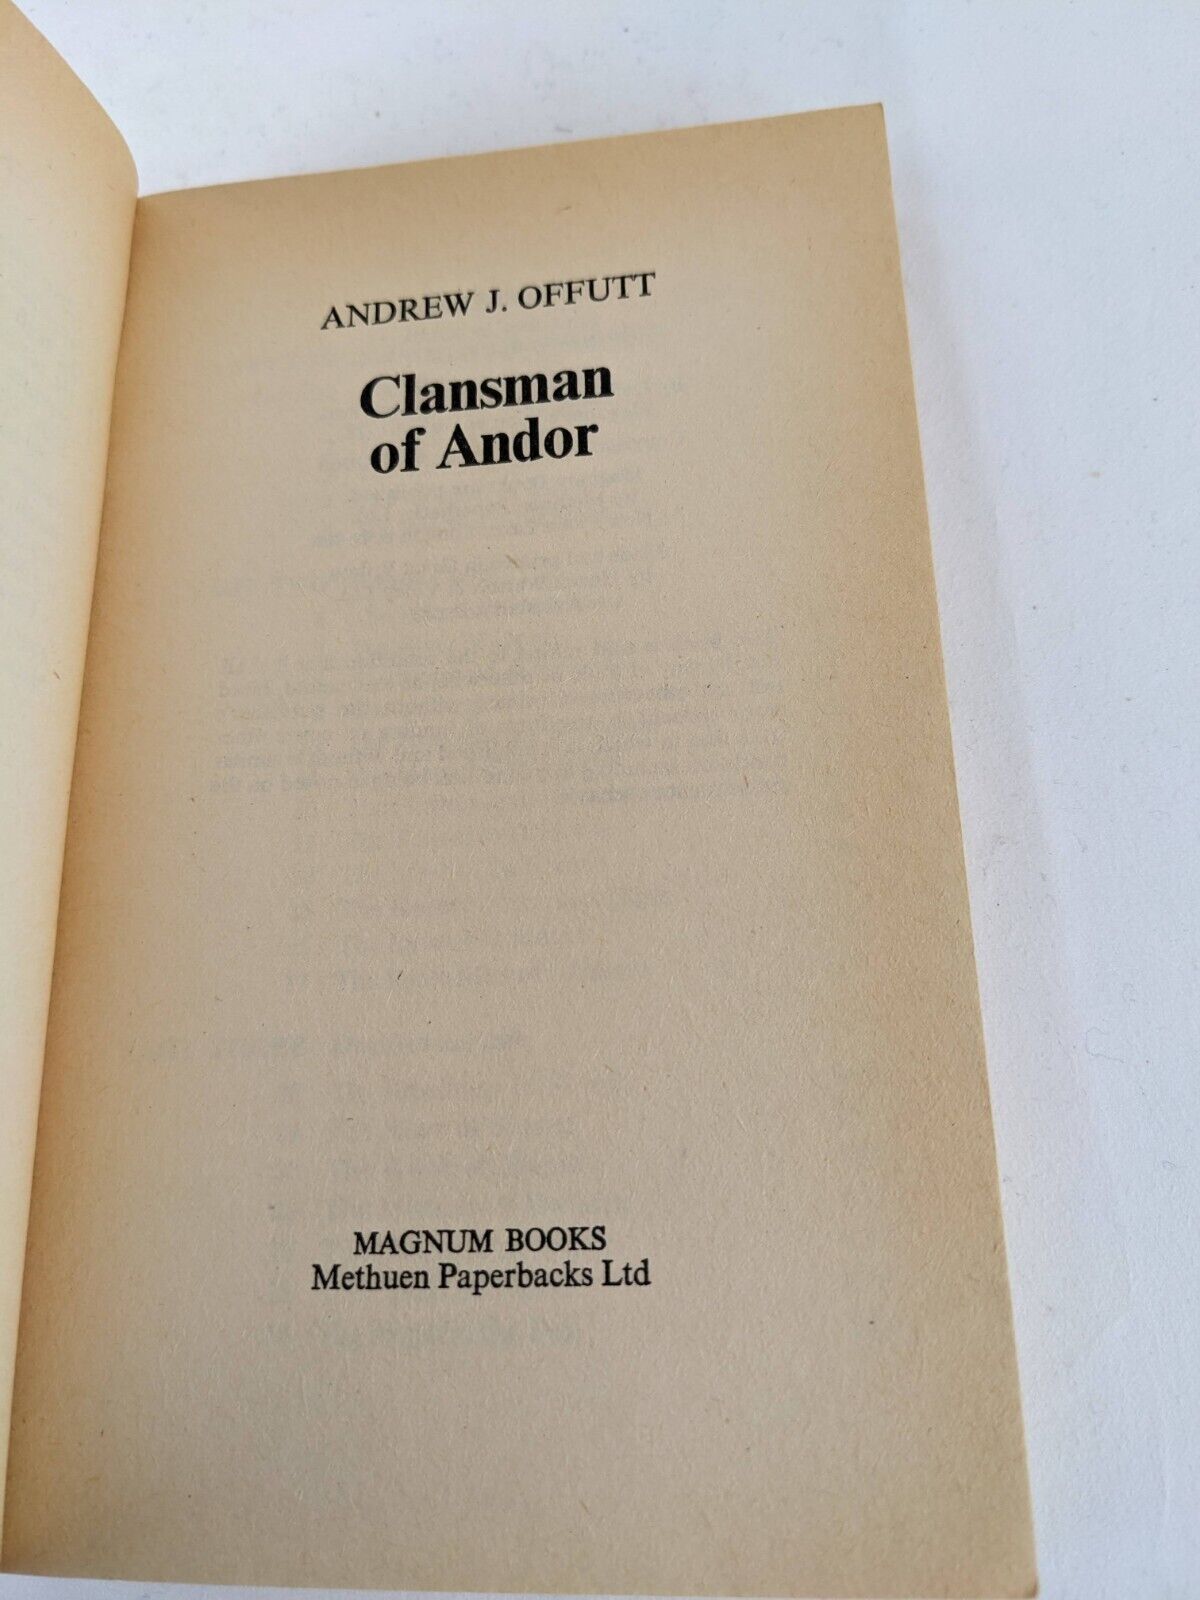 ANDREW J. OFFUTT
Clansman
of Andor
MAGNUM BOOKS
Methuen Paperbacks Ltd